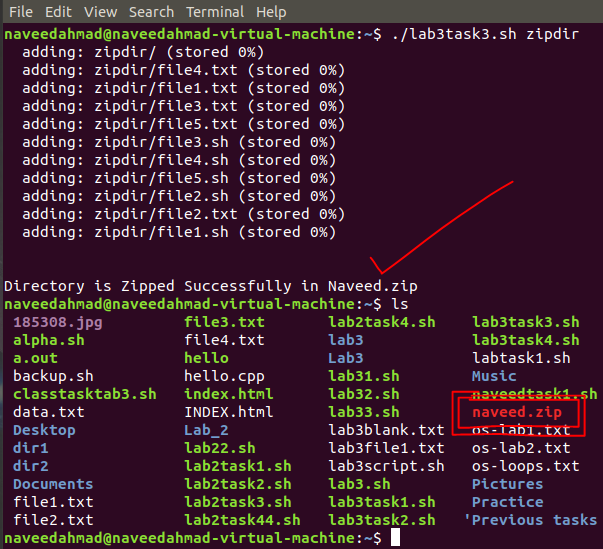 File Edit View Search Terminal Help
naveedahmad@naveedahmad-virtual-machine:~$ ./lab3task3.sh zipdir
adding: zipdir/ (stored 0%)
adding: zipdir/file4.txt (stored 0%)
adding: zipdir/file1.txt (stored 0%)
adding: zipdir/file3.txt (stored 0%)
adding: zipdir/file5.txt (stored 0%)
adding: zipdir/file3.sh (stored 0%)
adding: zipdir/file4.sh (stored 0%)
adding: zipdir/file5.sh (stored 0%)
adding: zipdir/file2.sh (stored 0%)
adding: zipdir/file2.txt (stored 0%)
adding: zipdir/file1.sh (stored 0%)
Directory is Zipped Successfully in Naveed.zip
naveedahmad@naveedahmad-virtual-machine:~$ ls
185308.jpg file3.txt lab2task4.sh lab3task3.sh
alpha.sh file4.txt lab3 lab3task4.sh
a.out hello Lab3 labtask1.sh
backup.sh hello.cpp lab31.sh Music
classtasktab3.sh index.html lab32.sh naveedtask1.sh
data.txt INDEX.html lab33.sh naveed.zip
Desktop Lab_2 lab3blank.txt os-lab1.txt
dir1 lab22.sh lab3file1.txt os-lab2.txt
dir2 lab2task1.sh lab3script.sh os-loops.txt
Documents lab2task2.sh lab3.sh Pictures
file1.txt lab2task3.sh lab3task1.sh Practice
file2.txt lab2task44.sh lab3task2.sh 'Previous tasks
naveedahmad@naveedahmad-virtual-machine:~$